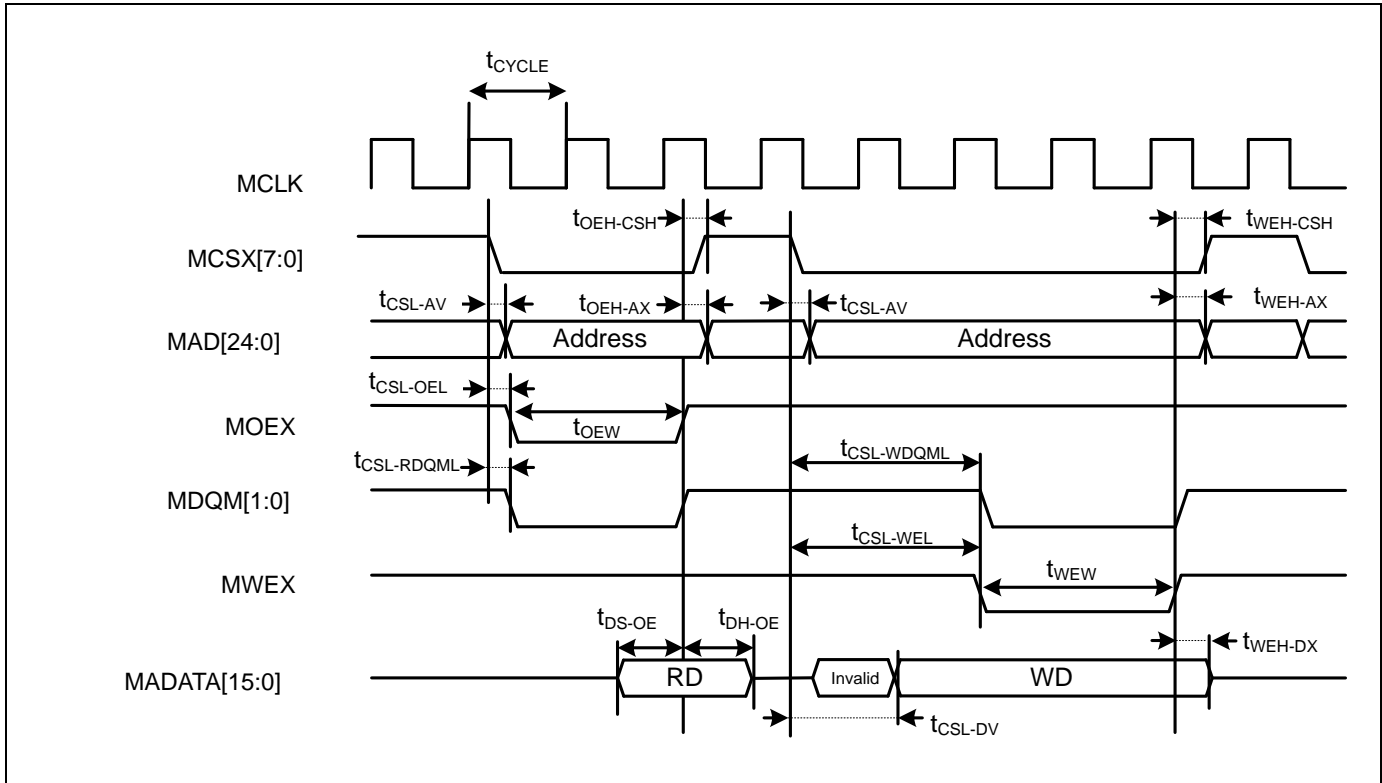 tCYCLE
MCLK
tOEH-CSH
tWEH-CSH
MCSX[7:0]
tCSL-AV
tOEH-AX
tCSL-AV
tWEH-AX
MAD[24:0]
Address
Address
tCSL-OEL
MOEX
tOEW
tCSL-RDQML
tCSL-WDQML
MDQM[1:0]
tCSL-WEL
MWEX
tWEW
tDS-OE
tDH-OE
tWEH-DX
MADATA[15:0]
RD
Invalid
WD
tCSL-DV